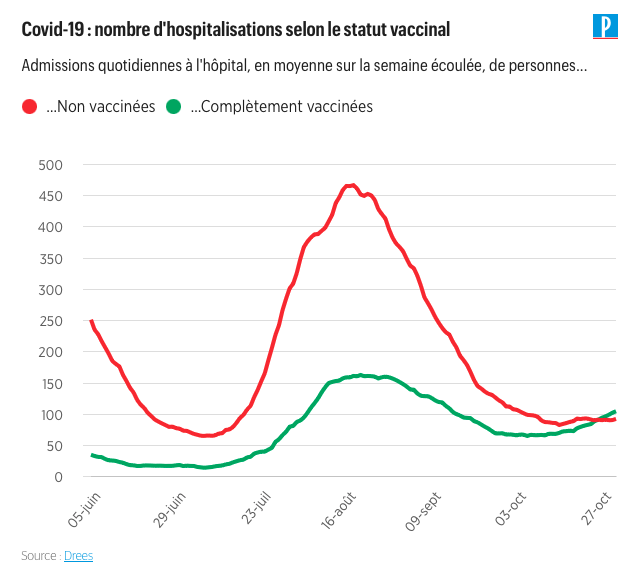 Covid-19 : nombre d'hospitalisations selon le statut vaccinal
P
Admissions quotidiennes à l'hôpital, en moyenne sur la semaine écoulée, de personnes...
...Non vaccinées ...Complètement vaccinées
500
450
400
350
300
250
200
150
100
50
0
05-juin 29-juin 23-juil 16-août 09-sept 03-oct 27-oct
Source : Drees